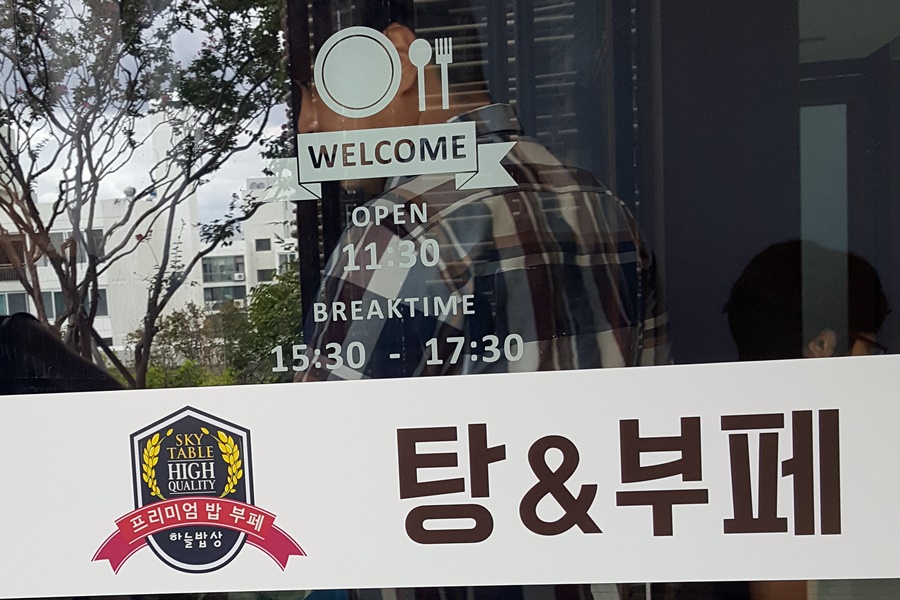 WELCOME
OPEN
11:30
BREAKTIME
15:30 - 17:30
SKY
TABLE
HIGH
QUALITY
프리미엄 밥 부페
하늘밥상
탕&부페